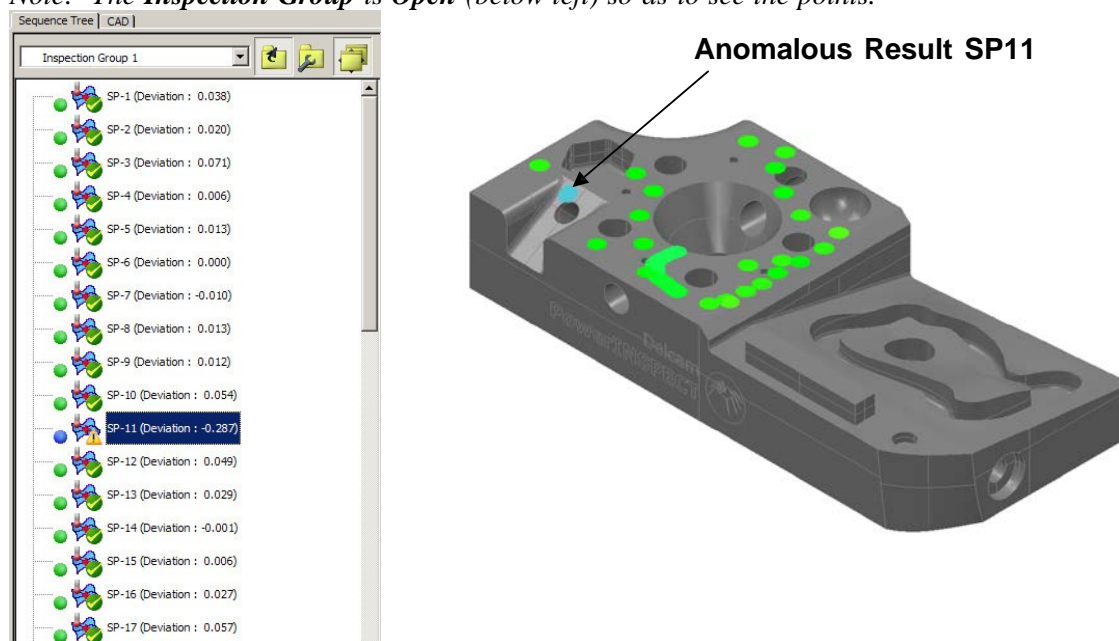 Note: The Inspection Group is Open (below left) so as to see the points.
Sequence Tree CAD
Inspection Group 1
Anomalous Result SP11
SP-1 (Deviation : 0.038)
SP-2 (Deviation : 0.020)
SP-3 (Deviation : 0.071)
SP-4 (Deviation : 0.006)
SP-5 (Deviation : 0.013)
SP-6 (Deviation : 0.000)
SP-7 (Deviation : -0.010)
SP-8 (Deviation : 0.013)
SP-9 (Deviation : 0.012)
SP-10 (Deviation : 0.054)
SP-11 (Deviation : -0.287)
SP-12 (Deviation : 0.049)
SP-13 (Deviation : 0.029)
SP-14 (Deviation : -0.001)
SP-15 (Deviation : 0.006)
SP-16 (Deviation : 0.027)
SP-17 (Deviation : 0.057)
Delcam
PowerINSPECT